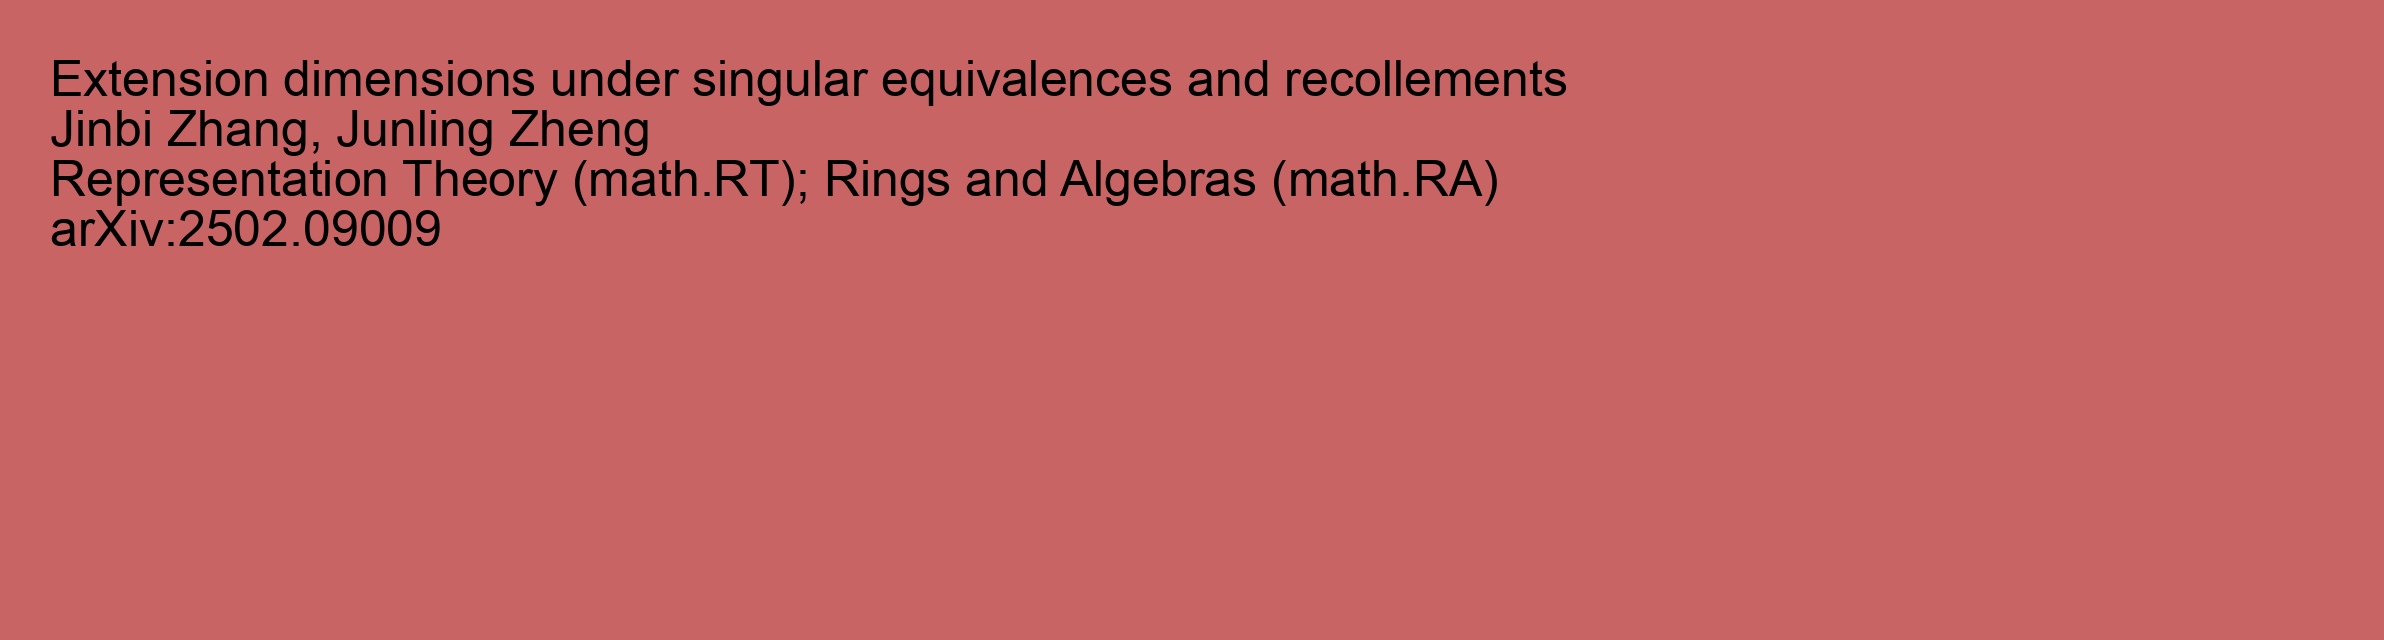 Extension dimensions under singular equivalences and recollements
Jinbi Zhang, Junling Zheng
Representation Theory (math.RT); Rings and Algebras (math.RA)
arXiv:2502.09009